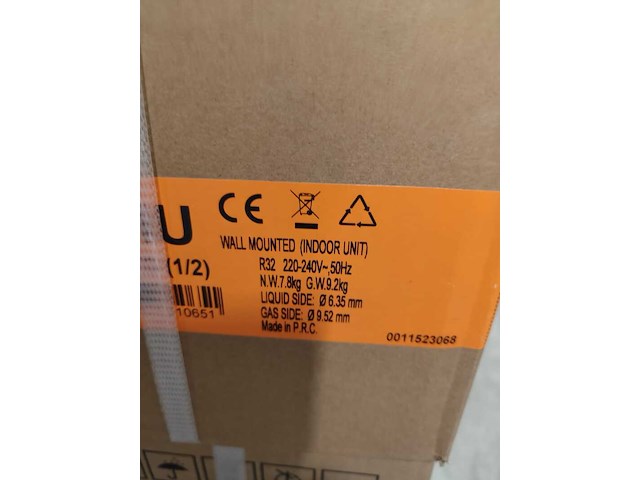 U CE
WALL MOUNTED (INDOOR UNIT)
(1/2)
R32 220-240V~,50Hz
N.W.7.8kg G.W.9.2kg
LIQUID SIDE: Ø 6.35 mm
GAS SIDE: Ø 9.52 mm
10651
Made in P.R.C.
0011523068